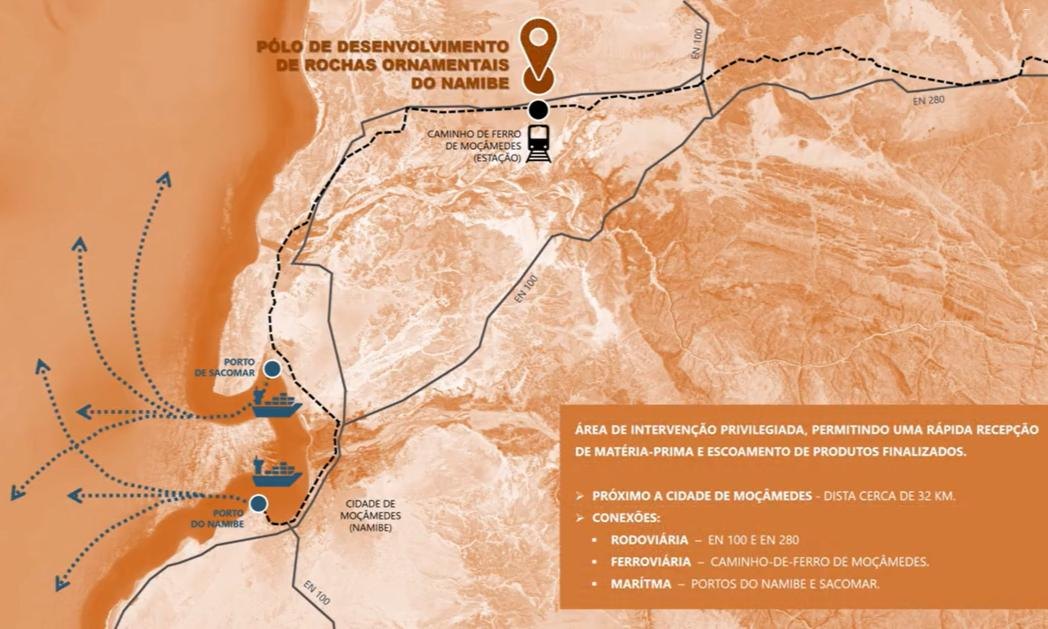 PÓLO DE DESENVOLVIMENTO
DE ROCHAS ORNAMENTAIS
DO NAMIBE
EN 100
EN 280
CAMINHO DE FERRO
DE MOÇÂMEDES
(ESTAÇÃO)
EN 100
PORTO
DE SACOMAR
ÁREA DE INTERVENÇÃO PRIVILEGIADA, PERMITINDO UMA RÁPIDA RECEPÇÃO
DE MATÉRIA-PRIMA E ESCOAMENTO DE PRODUTOS FINALIZADOS.
➢ PRÓXIMO A CIDADE DE MOÇÂMEDES - DISTA CERCA DE 32 KM.
➢ CONEXÕES:
▪ RODOVIÁRIA – EN 100 E EN 280
▪ FERROVIÁRIA – CAMINHO-DE-FERRO DE MOÇÂMEDES.
▪ MARÍTMA – PORTOS DO NAMIBE E SACOMAR.
PORTO
DO NAMIBE
CIDADE DE
MOÇÂMEDES
(NAMIBE)
EN 100